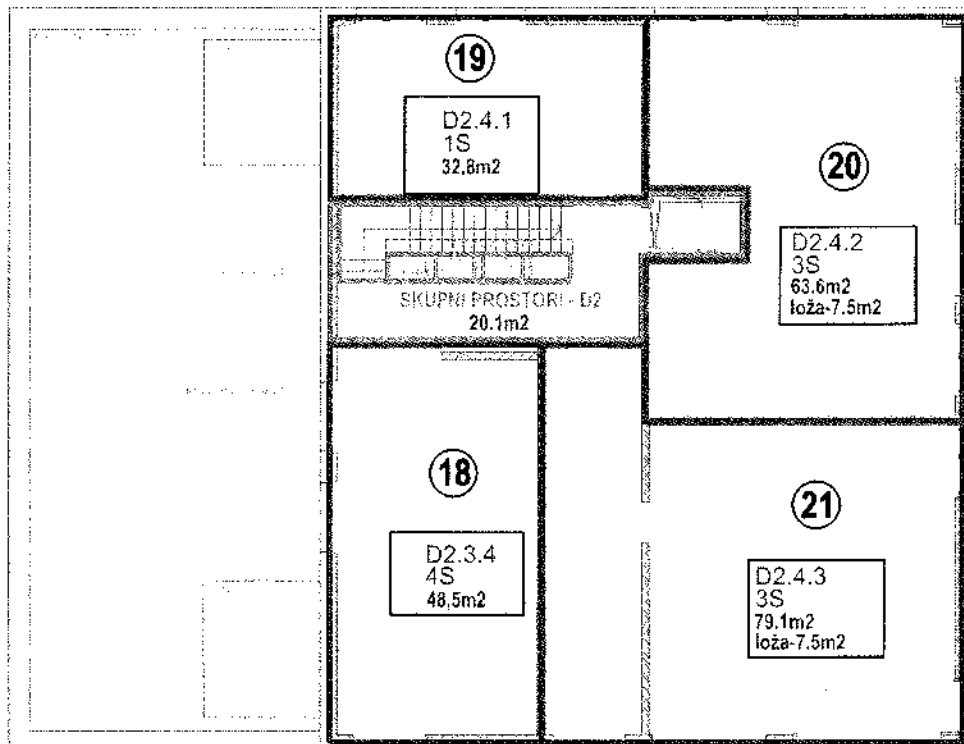 19
D2.4.1
1S
32,8m2
20
D2.4.2
3S
63.6m2
loža-7.5m2
SKUPNI PROSTORI - D2
20.1m2
18
D2.3.4
4S
48,5m2
21
D2.4.3
3S
79.1m2
loža-7.5m2